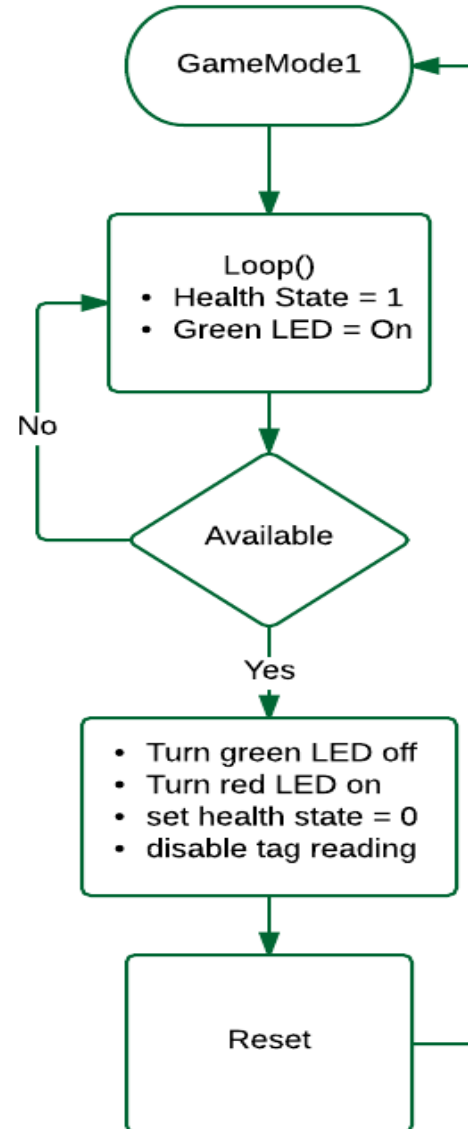 GameMode1
Loop()
• Health State = 1
• Green LED = On
No
Available
Yes
• Turn green LED off
• Turn red LED on
• set health state = 0
• disable tag reading
Reset